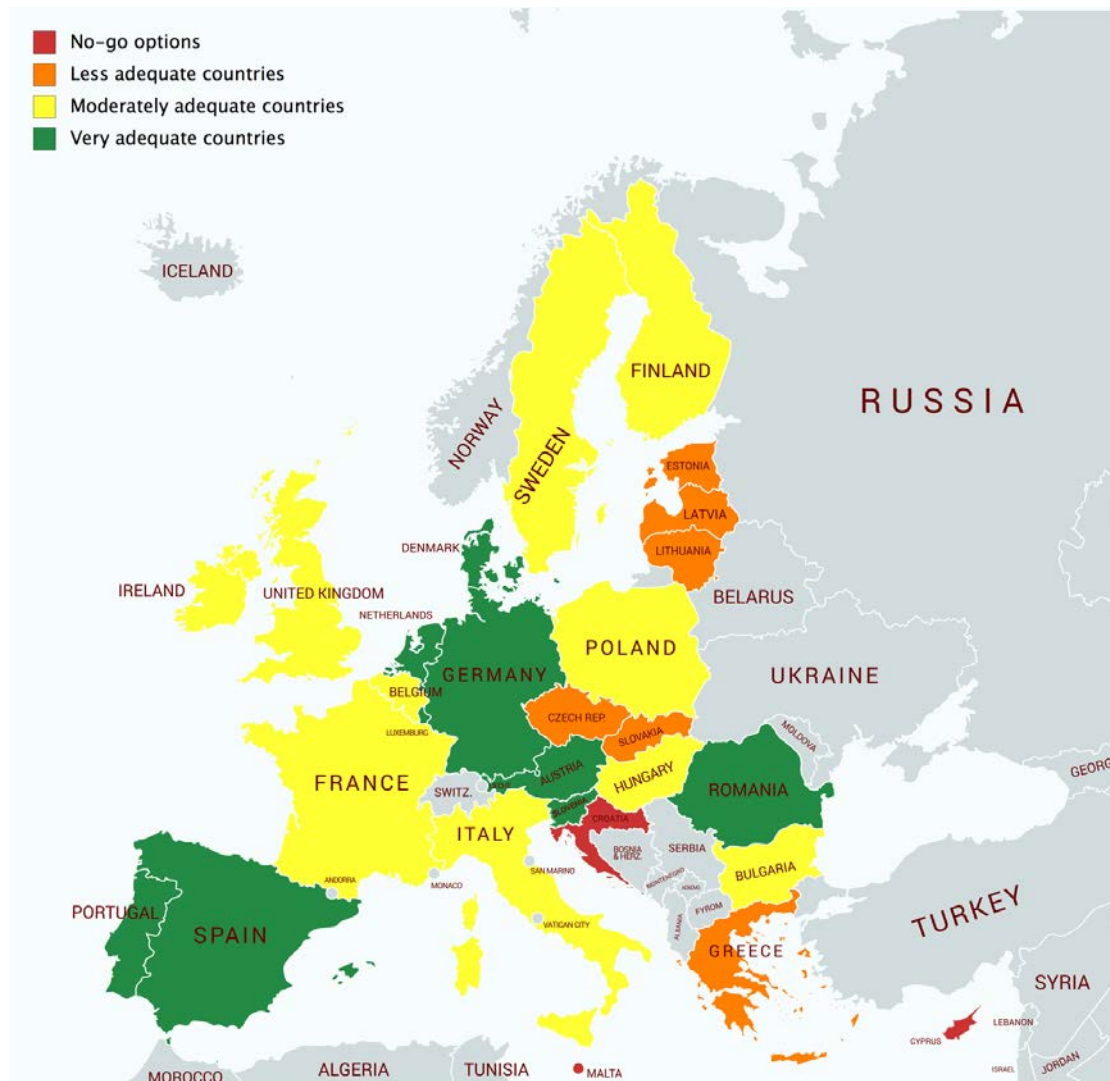 No-go options
Less adequate countries
Moderately adequate countries
Very adequate countries
ICELAND
FINLAND
RUSSIA
NORWAY
SWEDEN
ESTONIA
LATVIA
LITHUANIA
DENMARK
IRELAND
UNITED KINGDOM
BELARUS
NETHERLANDS
POLAND
GERMANY
UKRAINE
BELGIUM
CZECH REP.
LUXEMBURG
SLOVAKIA
MOLDOVA
AUSTRIA
HUNGARY
GEORG
FRANCE
SWITZ.
ROMANIA
SLOVENIA
CROATIA
ITALY
BOSNIA
& HERZ.
SERBIA
SAN MARINO
MONTENEGRO
KOSOVO
BULGARIA
ANDORRA
MONACO
FYROM
PORTUGAL
SPAIN
VATICAN CITY
ALBANIA
TURKEY
GREECE
SYRIA
LEBANON
CYPRUS
ALGERIA
TUNISIA
MALTA
ISRAEL
JORDAN
MOROCCO